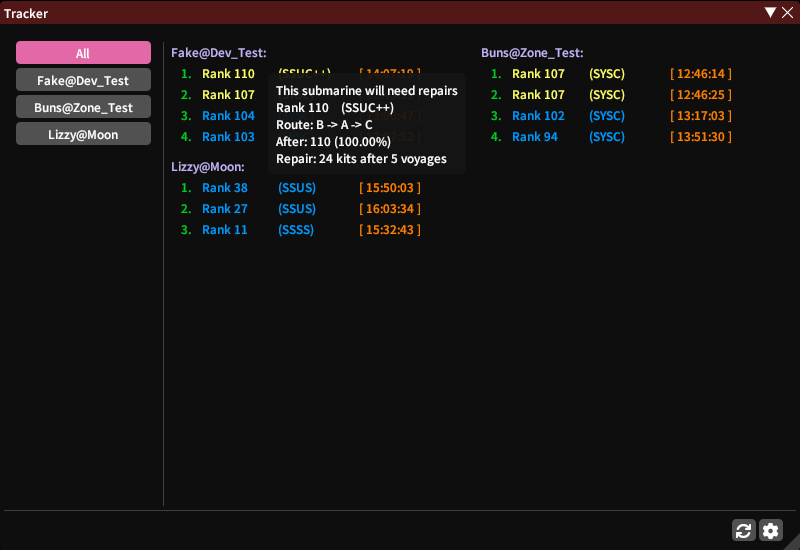 Tracker
All
Fake@Dev_Test
Buns@Zone_Test
Lizzy@Moon
Fake@Dev_Test:
1. Rank 110 (SSUC++) [ 14:07:19 ]
2. Rank 107
3. Rank 104
4. Rank 103
This submarine will need repairs
Rank 110 (SSUC++)
Route: B -> A -> C
After: 110 (100.00%)
Repair: 24 kits after 5 voyages
Lizzy@Moon:
1. Rank 38 (SSUS) [ 15:50:03 ]
2. Rank 27 (SSUS) [ 16:03:34 ]
3. Rank 11 (SSSS) [ 15:32:43 ]
Buns@Zone_Test:
1. Rank 107 (SYSC) [ 12:46:14 ]
2. Rank 107 (SYSC) [ 12:46:25 ]
3. Rank 102 (SYSC) [ 13:17:03 ]
4. Rank 94 (SYSC) [ 13:51:30 ]